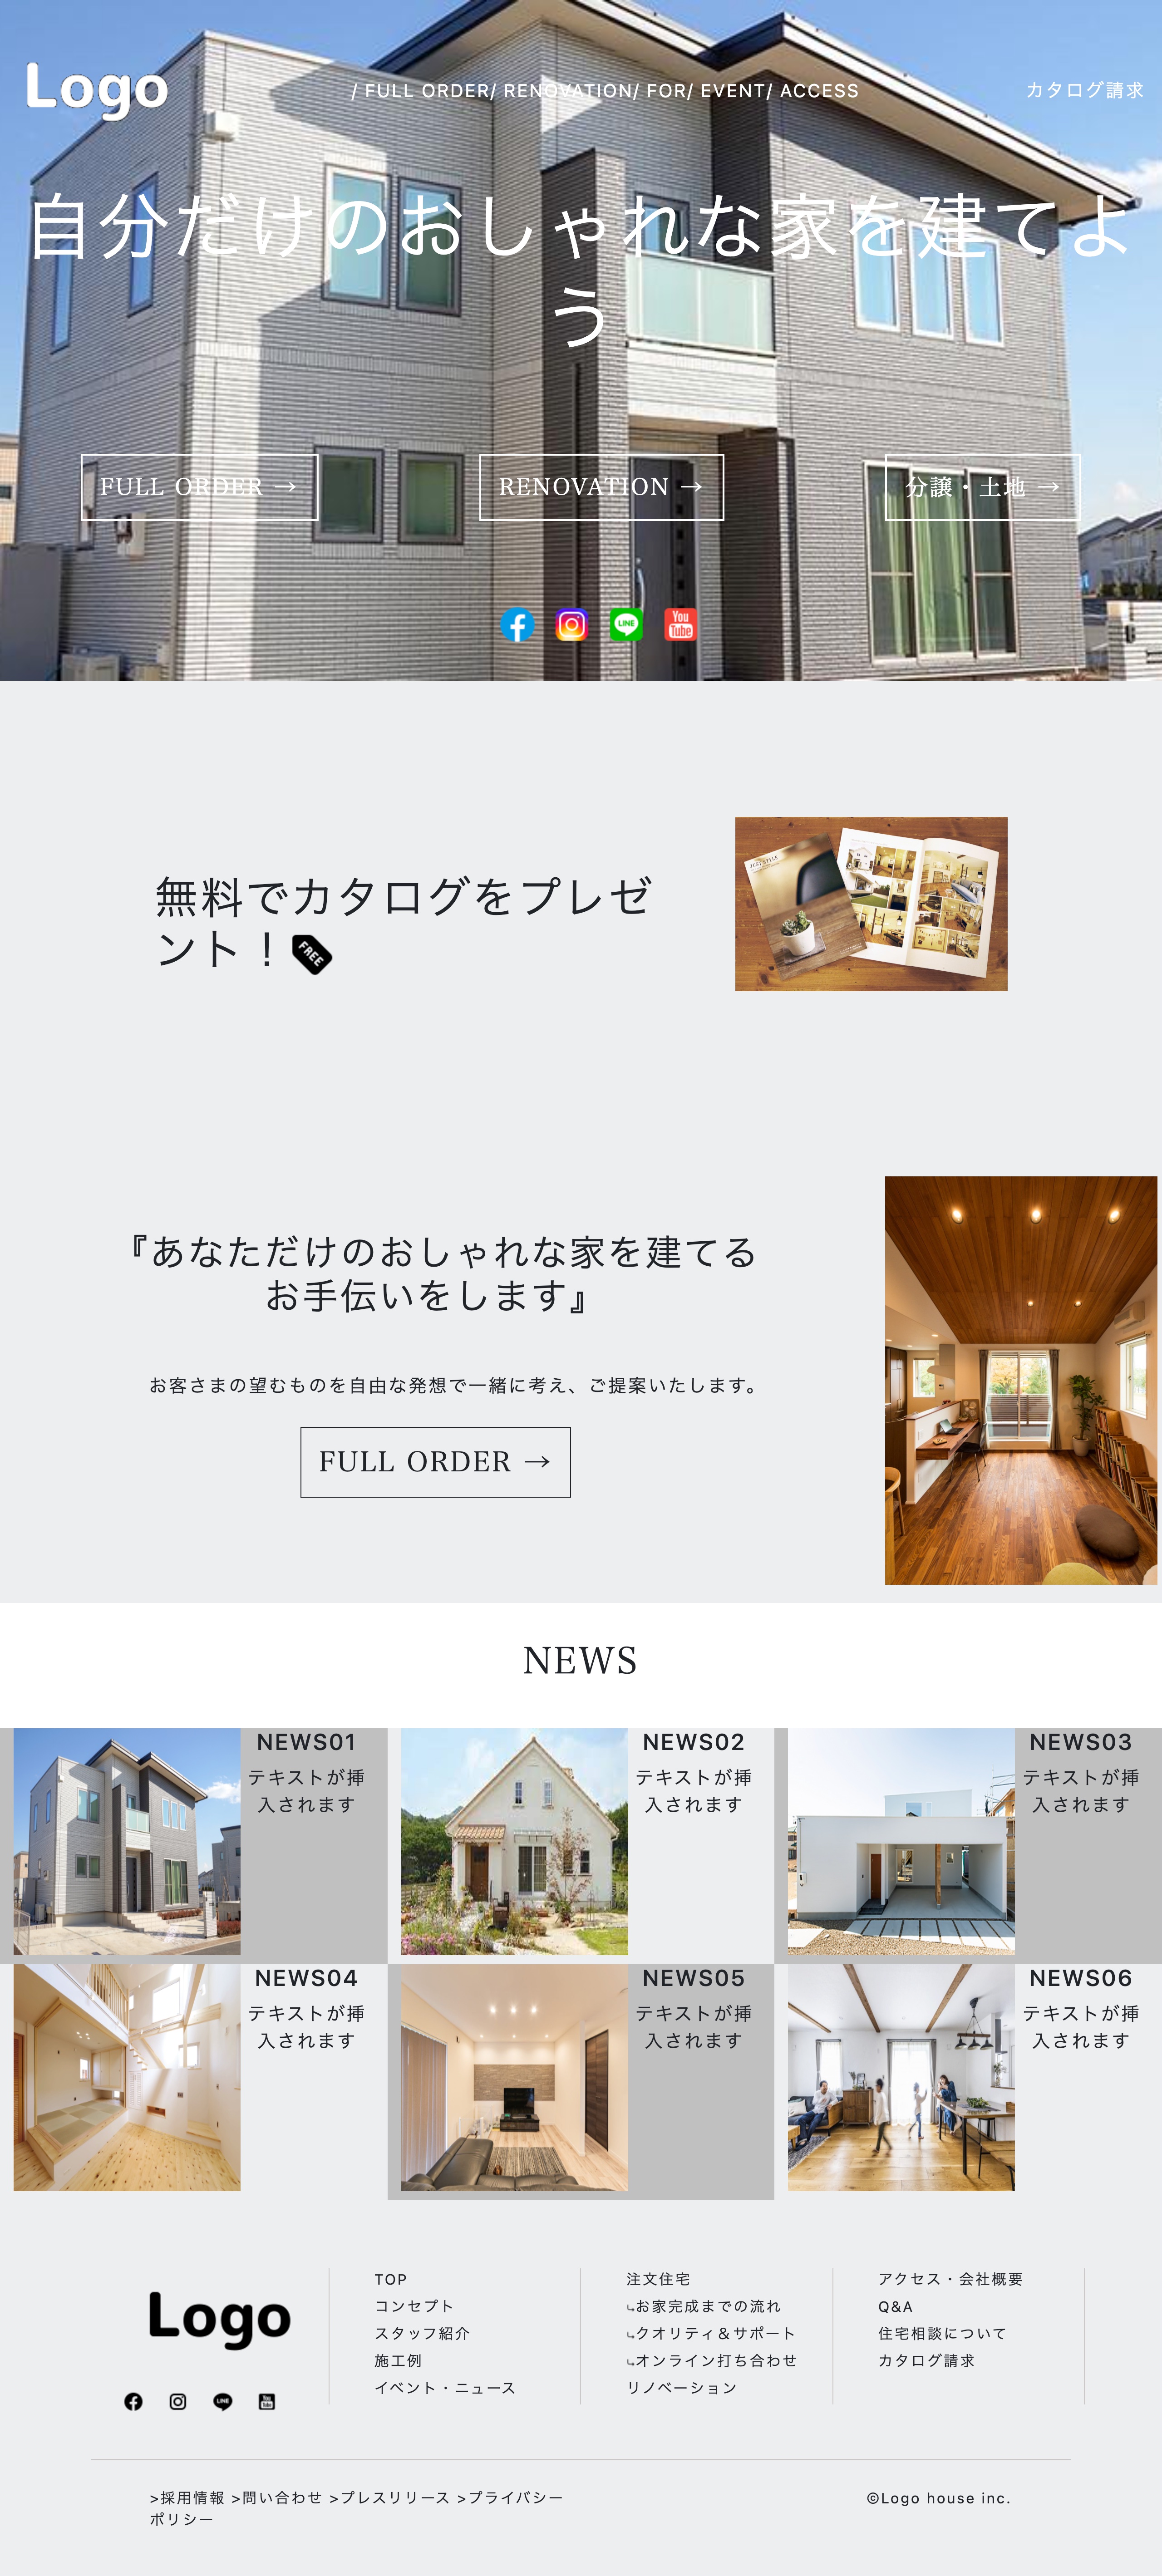 Logo
/ FULL ORDER/ RENOVATION/ FOR/ EVENT/ ACCESS
カタログ請求
自分だけのおしゃれな家を建てよ
う
FULL ORDER →
RENOVATION →
分譲・土地 →
LINE
You
Tube
無料でカタログをプレゼ
ント！
FREE
『あなただけのおしゃれな家を建てる
お手伝いをします』
お客さまの望むものを自由な発想で一緒に考え、ご提案いたします。
FULL ORDER →
NEWS
NEWS01
テキストが挿
入されます
NEWS02
テキストが挿
入されます
NEWS03
テキストが挿
入されます
NEWS04
テキストが挿
入されます
NEWS05
テキストが挿
入されます
NEWS06
テキストが挿
入されます
Logo
LINE
You
Tube
TOP
コンセプト
スタッフ紹介
施工例
イベント・ニュース
注文住宅
お家完成までの流れ
クオリティ＆サポート
オンライン打ち合わせ
リノベーション
アクセス・会社概要
Q&A
住宅相談について
カタログ請求
>採用情報 >問い合わせ >プレスリリース >プライバシー
ポリシー
©Logo house inc.